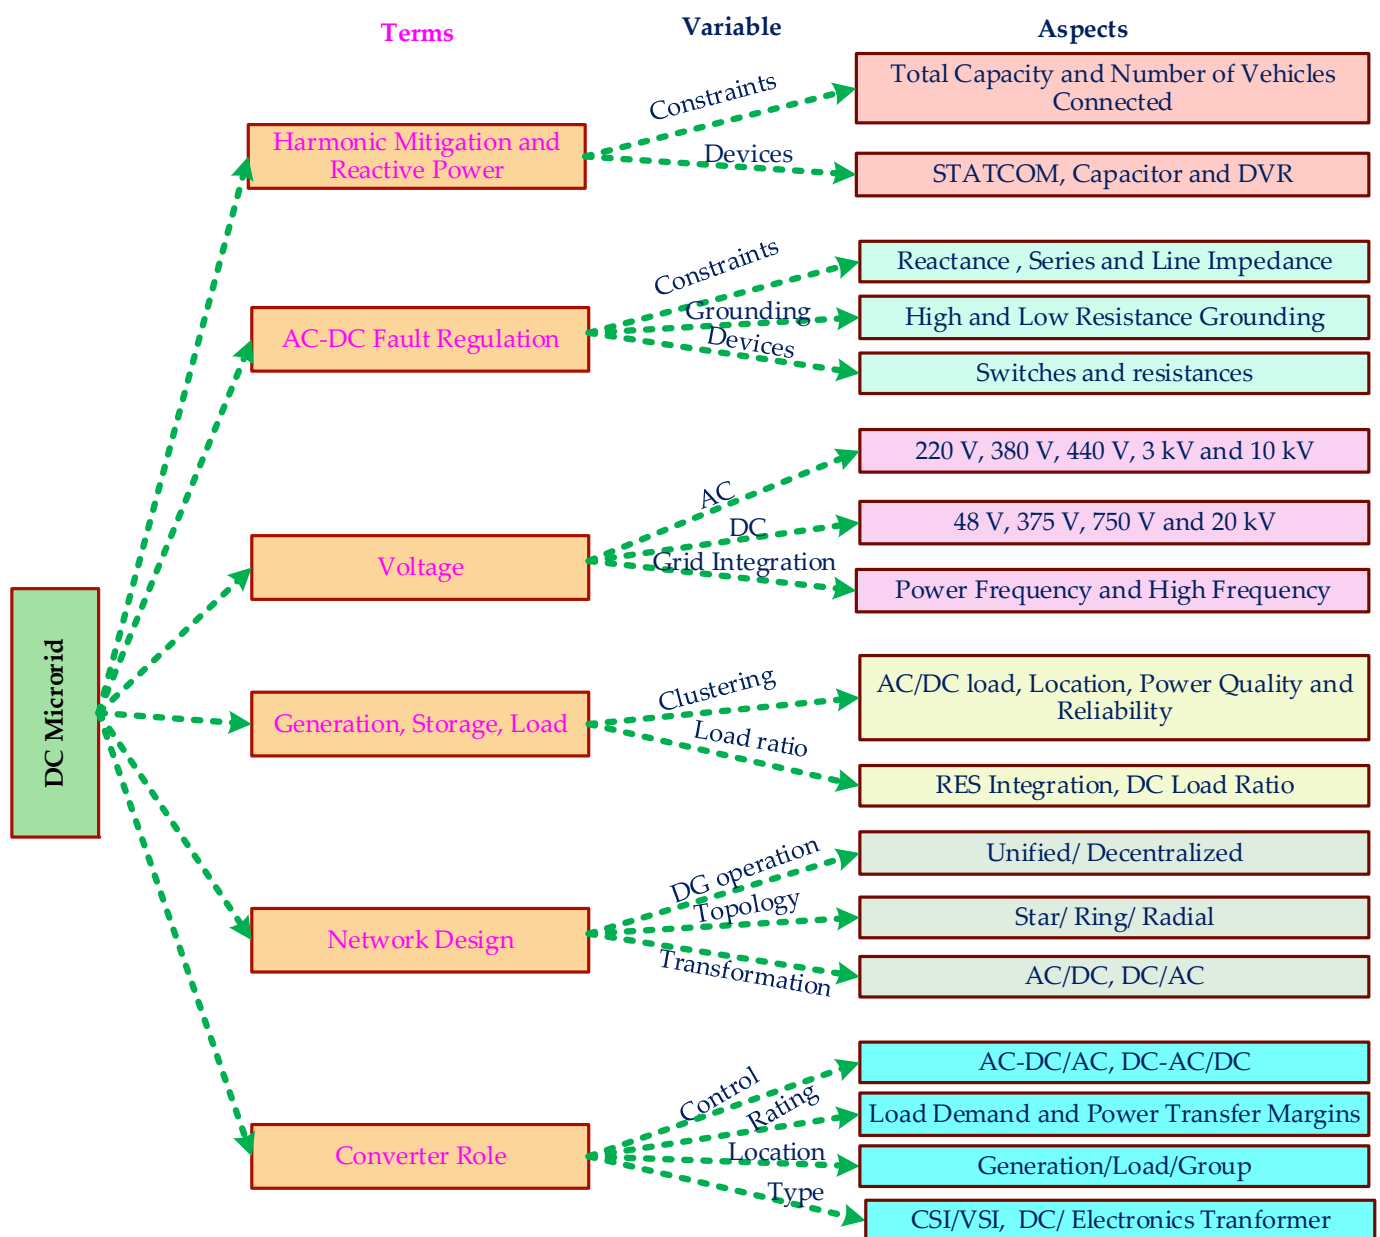 Terms
Variable
Aspects
DC Microrid
Harmonic Mitigation and
Reactive Power
Constraints
Total Capacity and Number of Vehicles
Connected
Devices
STATCOM, Capacitor and DVR
AC-DC Fault Regulation
Constraints
Reactance , Series and Line Impedance
Grounding
High and Low Resistance Grounding
Devices
Switches and resistances
Voltage
AC
220 V, 380 V, 440 V, 3 kV and 10 kV
DC
48 V, 375 V, 750 V and 20 kV
Grid Integration
Power Frequency and High Frequency
Generation, Storage, Load
Clustering
AC/DC load, Location, Power Quality and
Reliability
Load ratio
RES Integration, DC Load Ratio
Network Design
DG operation
Unified/ Decentralized
Topology
Star/ Ring/ Radial
Transformation
AC/DC, DC/AC
Converter Role
Control
AC-DC/AC, DC-AC/DC
Rating
Load Demand and Power Transfer Margins
Location
Generation/Load/Group
Type
CSI/VSI,  DC/ Electronics Tranformer